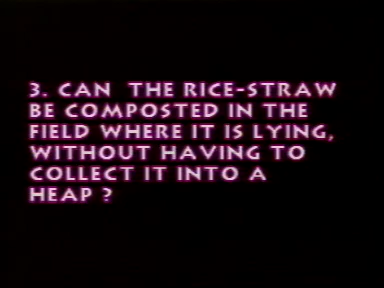 3. CAN THE RICE-STRAW
BE COMPOSTED IN THE
FIELD WHERE IT IS LYING,
WITHOUT HAVING TO
COLLECT IT INTO A
HEAP ?